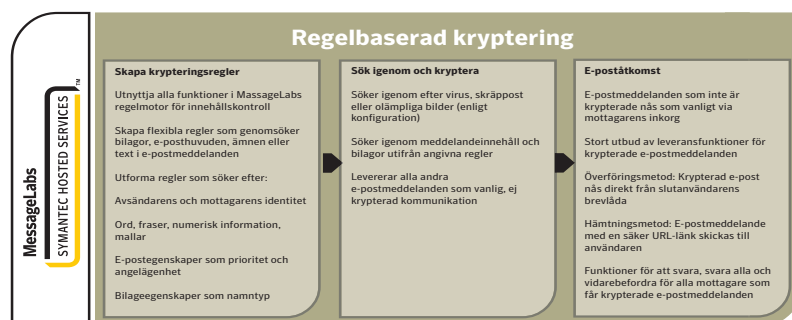 Regelbaserad kryptering
Skapa krypteringsregler
Utnyttja alla funktioner i MassageLabs
regelmotor för innehållskontroll
Skapa flexibla regler som genomsöker
bilagor, e-posthuvuden, ämnen eller
text i e-postmeddelanden
Utforma regler som söker efter:
Avsändarens och mottagarens identitet
Ord, fraser, numerisk information,
mallar
E-postegenskaper som prioritet och
angelägenhet
Bilageegenskaper som namntyp
Sök igenom och kryptera
Söker igenom efter virus, skräppost
eller olämpliga bilder (enligt
konfiguration)
Söker igenom meddelandeinnehåll och
bilagor utifrån angivna regler
Levererar alla andra
e-postmeddelanden som vanlig, ej
krypterad kommunikation
E-poståtkomst
E-postmeddelanden som inte är
krypterade nås som vanligt via
mottagarens inkorg
Stort utbud av leveransfunktioner för
krypterade e-postmeddelanden
Överföringsmetod: Krypterad e-post
nås direkt från slutanvändarens
brevlåda
Hämtningsmetod: E-postmeddelande
med en säker URL-länk skickas till
användaren
Funktioner för att svara, svara alla och
vidarebefordra för alla mottagare som
får krypterade e-postmeddelanden
MessageLabs
SYMANTEC HOSTED SERVICES ™